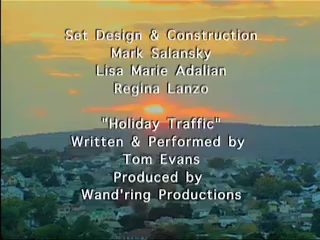 Set Design & Construction
Mark Salansky
Lisa Marie Adalian
Regina Lanzo
"Holiday Traffic"
Written & Performed by
Tom Evans
Produced by
Wand'ring Productions